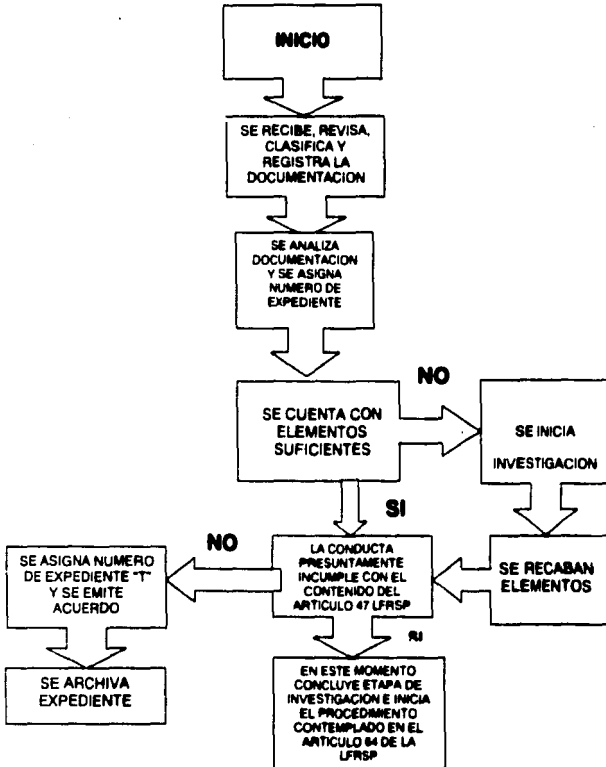 INICIO
SE RECIBE, REVISA,
CLASIFICA Y
REGISTRA LA
DOCUMENTACION
SE ANALIZA
DOCUMENTACION
Y SE ASIGNA
NUMERO DE
EXPEDIENTE
SE CUENTA CON
ELEMENTOS
SUFICIENTES
NO
SE INICIA
INVESTIGACION
SI
SE RECABAN
ELEMENTOS
LA CONDUCTA
PRESUNTAMENTE
INCUMPLE CON EL
CONTENIDO DEL
ARTICULO 47 LFRSP
NO
SE ASIGNA NUMERO
DE EXPEDIENTE "T"
Y SE EMITE
ACUERDO
SE ARCHIVA
EXPEDIENTE
SI
EN ESTE MOMENTO
CONCLUYE ETAPA DE
INVESTIGACION E INICIA
EL PROCEDIMIENTO
CONTEMPLADO EN EL
ARTICULO 64 DE LA
LFRSP